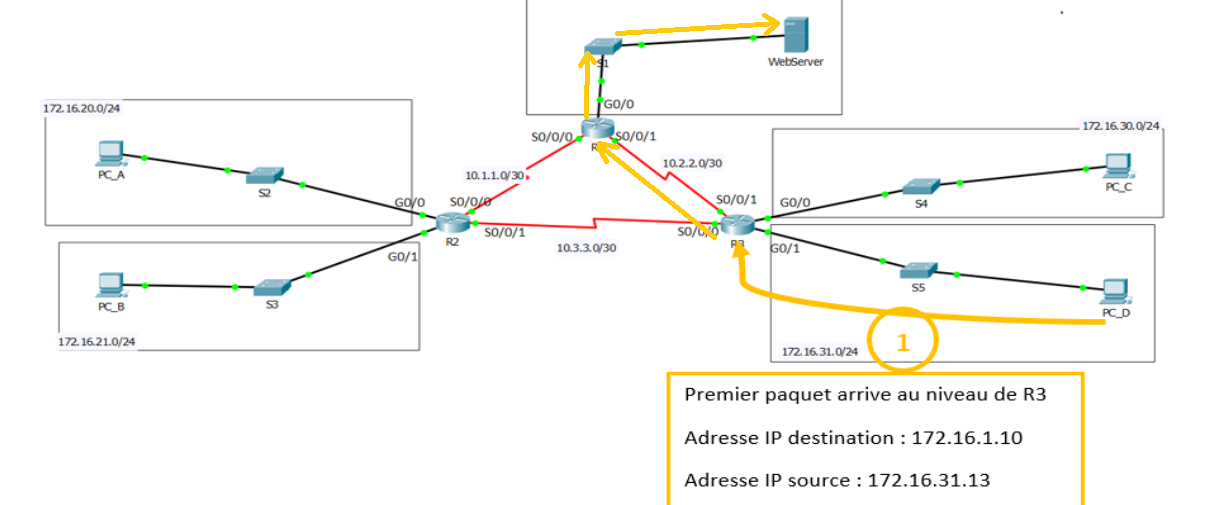 S1
WebServer
G0/0
172.16.20.0/24
172.16.30.0/24
S0/0/0
S0/0/1
10.2.2.0/30
PC_A
10.1.1.0/30
PC_C
S2
S4
G0/0
S0/0/0
S0/0/1
G0/0
R2
S0/0/1
S0/0/0
R3
G0/1
10.3.3.0/30
G0/1
S5
PC_B
S3
PC_D
1
172.16.21.0/24
172.16.31.0/24
Premier paquet arrive au niveau de R3
Adresse IP destination : 172.16.1.10
Adresse IP source : 172.16.31.13